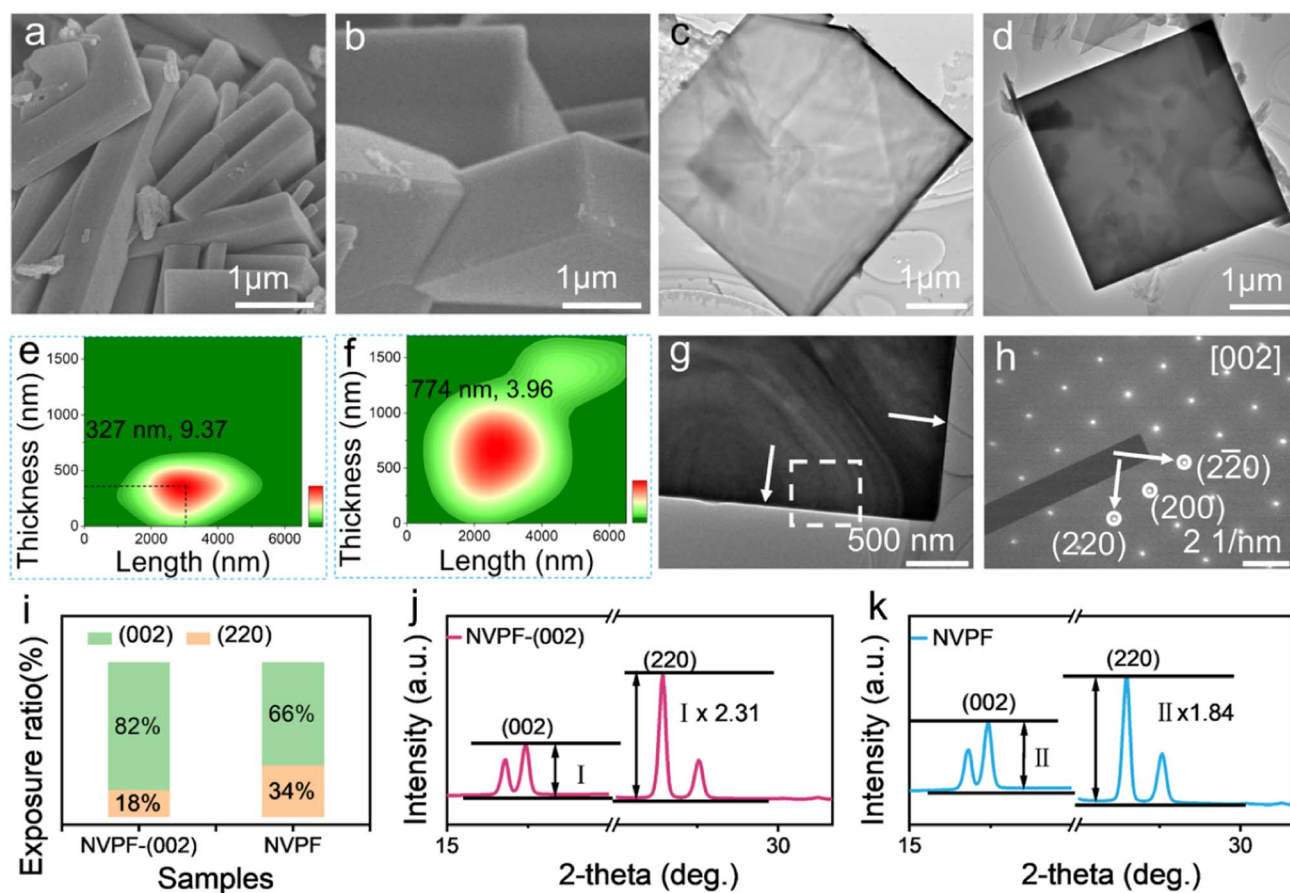 a
1μm
b
1μm
c
1μm
d
1μm
e
Thickness (nm)
1500
1000
500
0
327 nm, 9.37
0 2000 4000 6000
Length (nm)
f
Thickness (nm)
1500
1000
500
0
774 nm, 3.96
0 2000 4000 6000
Length (nm)
g
500 nm
h
[002]
(22̅0)
(200)
(220)
2 1/nm
i
Exposure ratio(%)
(002) (220)
82%
18%
66%
34%
NVPF-(002) NVPF
Samples
j
Intensity (a.u.)
NVPF-(002)
(002)
I
(220)
I x 2.31
15 30
2-theta (deg.)
k
Intensity (a.u.)
NVPF
(002)
II
(220)
II x1.84
15 30
2-theta (deg.)